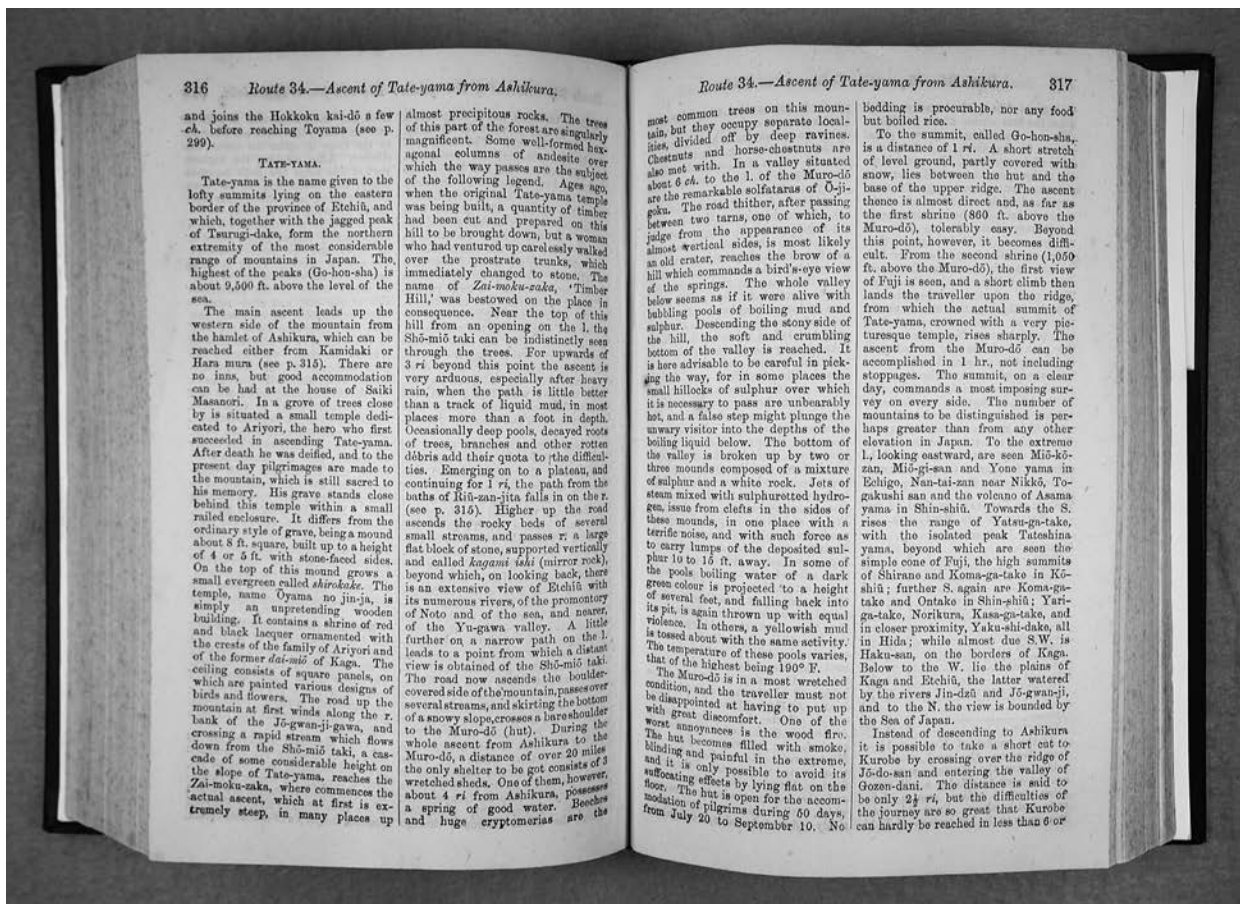 316 Route 34.—Ascent of Tate-yama from Ashikura.
and joins the Hokkoku kai-dō a few
ch. before reaching Toyama (see p.
299).
TATE-YAMA.
Tate-yama is the name given to the
lofty summits lying on the eastern
border of the province of Etchiū, and
which, together with the jagged peak
of Tsurugi-dake, form the northern
extremity of the most considerable
range of mountains in Japan. The
highest of the peaks (Go-hon-sha) is
about 9,500 ft. above the level of the
sea.
The main ascent leads up the
western side of the mountain from
the hamlet of Ashikura, which can be
reached either from Kamidaki or
Hara mura (see p. 315). There are
no inns, but good accommodation
can be had at the house of Saiki
Masanori. In a grove of trees close
by is situated a small temple dedi-
cated to Ariyori, the hero who first
succeeded in ascending Tate-yama.
After death he was deified, and to the
present day pilgrimages are made to
the mountain, which is still sacred to
his memory. His grave stands close
behind this temple within a small
railed enclosure. It differs from the
ordinary style of grave, being a mound
about 8 ft. square, built up to a height
of 4 or 5 ft. with stone-faced sides.
On the top of this mound grows a
small evergreen called shirokake. The
temple, name Ōyama no jin-ja, is
simply an unpretending wooden
building. It contains a shrine of red
and black lacquer ornamented with
the crests of the family of Ariyori and
of the former dai-miō of Kaga. The
ceiling consists of square panels, on
which are painted various designs of
birds and flowers. The road up the
mountain at first winds along the r.
bank of the Jō-gwan-ji-gawa, and
crossing a rapid stream which flows
down from the Shō-miō taki, a cas-
cade of some considerable height on
the slope of Tate-yama, reaches the
Zai-moku-zaka, where commences the
actual ascent, which at first is ex-
tremely steep, in many places up
almost precipitous rocks. The trees
of this part of the forest are singularly
magnificent. Some well-formed hex-
agonal columns of andesite over
which the way passes are the subject
of the following legend. Ages ago,
when the original Tate-yama temple
was being built, a quantity of timber
had been cut and prepared on this
hill to be brought down, but a woman
who had ventured up carelessly walked
over the prostrate trunks, which
immediately changed to stone. The
name of Zai-moku-zaka, ‘Timber
Hill,’ was bestowed on the place in
consequence. Near the top of this
hill from an opening on the l. the
Shō-miō taki can be indistinctly seen
through the trees. For upwards of
3 ri beyond this point the ascent is
very arduous, especially after heavy
rain, when the path is little better
than a track of liquid mud, in most
places more than a foot in depth.
Occasionally deep pools, decayed roots
of trees, branches and other rotten
débris add their quota to the difficul-
ties. Emerging on to a plateau, and
continuing for 1 ri, the path from the
baths of Riū-zan-jita falls in on the r.
(see p. 315). Higher up the road
ascends the rocky beds of several
small streams, and passes r. a large
flat block of stone, supported vertically
and called kagami ishi (mirror rock),
beyond which, on looking back, there
is an extensive view of Etchiū with
its numerous rivers, of the promontory
of Noto and of the sea, and nearer,
of the Yu-gawa valley. A little
further on a narrow path on the l.
leads to a point from which a distant
view is obtained of the Shō-miō taki.
The road now ascends the boulder-
covered side of the mountain, passes over
several streams, and skirting the bottom
of a snowy slope, crosses a bare shoulder
to the Muro-dō (hut). During the
whole ascent from Ashikura to the
Muro-dō, a distance of over 20 miles
the only shelter to be got consists of 3
wretched sheds. One of them, however,
about 4 ri from Ashikura, possesses
a spring of good water. Beeches
and huge cryptomerias are the
Route 34.—Ascent of Tate-yama from Ashikura. 317
most common trees on this moun-
tain, but they occupy separate local-
ities, divided off by deep ravines.
Chestnuts and horse-chestnuts are
also met with. In a valley situated
about 6 ch. to the l. of the Muro-dō
are the remarkable solfataras of Ō-ji-
goku. The road thither, after passing
between two tarns, one of which, to
judge from the appearance of its
almost vertical sides, is most likely
an old crater, reaches the brow of a
hill which commands a bird's-eye view
of the springs. The whole valley
below seems as if it were alive with
bubbling pools of boiling mud and
sulphur. Descending the stony side of
the hill, the soft and crumbling
bottom of the valley is reached. It
is here advisable to be careful in pick-
ing the way, for in some places the
small hillocks of sulphur over which
it is necessary to pass are unbearably
hot, and a false step might plunge the
unwary visitor into the depths of the
boiling liquid below. The bottom of
the valley is broken up by two or
three mounds composed of a mixture
of sulphur and a white rock. Jets of
steam mixed with sulphuretted hydro-
gen, issue from clefts in the sides of
these mounds, in one place with a
terrific noise, and with such force as
to carry lumps of the deposited sul-
phur 10 to 15 ft. away. In some of
the pools boiling water of a dark
green colour is projected to a height
of several feet, and falling back into
its pit, is again thrown up with equal
violence. In others, a yellowish mud
is tossed about with the same activity.
The temperature of these pools varies,
that of the highest being 190° F.
The Muro-dō is in a most wretched
condition, and the traveller must not
be disappointed at having to put up
with great discomfort. One of the
worst annoyances is the wood fire.
The hut becomes filled with smoke,
blinding and painful in the extreme,
and it is only possible to avoid its
suffocating effects by lying flat on the
floor. The hut is open for the accom-
modation of pilgrims during 50 days,
from July 20 to September 10. No
bedding is procurable, nor any food
but boiled rice.
To the summit, called Go-hon-sha,
is a distance of 1 ri. A short stretch
of level ground, partly covered with
snow, lies between the hut and the
base of the upper ridge. The ascent
thence is almost direct and, as far as
the first shrine (860 ft. above the
Muro-dō), tolerably easy. Beyond
this point, however, it becomes diffi-
cult. From the second shrine (1,050
ft. above the Muro-dō), the first view
of Fuji is seen, and a short climb then
lands the traveller upon the ridge,
from which the actual summit of
Tate-yama, crowned with a very pic-
turesque temple, rises sharply. The
ascent from the Muro-dō can be
accomplished in 1 hr., not including
stoppages. The summit, on a clear
day, commands a most imposing sur-
vey on every side. The number of
mountains to be distinguished is per-
haps greater than from any other
elevation in Japan. To the extreme
l., looking eastward, are seen Miō-kō-
zan, Miō-gi-san and Yone yama in
Echigo, Nan-tai-zan near Nikkō, To-
gakushi san and the volcano of Asama
yama in Shin-shiū. Towards the S.
rises the range of Yatsu-ga-take,
with the isolated peak Tateshina
yama, beyond which are seen the
simple cone of Fuji, the high summits
of Shirane and Koma-ga-take in Kō-
shiū; further S. again are Koma-ga-
take and Ontake in Shin-shiū; Yari-
ga-take, Norikura, Kasa-ga-take, and
in closer proximity, Yaku-shi-dake, all
in Hida; while almost due S.W. is
Haku-san, on the borders of Kaga.
Below to the W. lie the plains of
Kaga and Etchiū, the latter watered
by the rivers Jin-dzū and Jō-gwan-ji,
and to the N. the view is bounded by
the Sea of Japan.
Instead of descending to Ashikura
it is possible to take a short cut to
Kurobe by crossing over the ridge of
Jō-do-san and entering the valley of
Gozen-dani. The distance is said to
be only 2½ ri, but the difficulties of
the journey are so great that Kurobe
can hardly be reached in less than 6 or